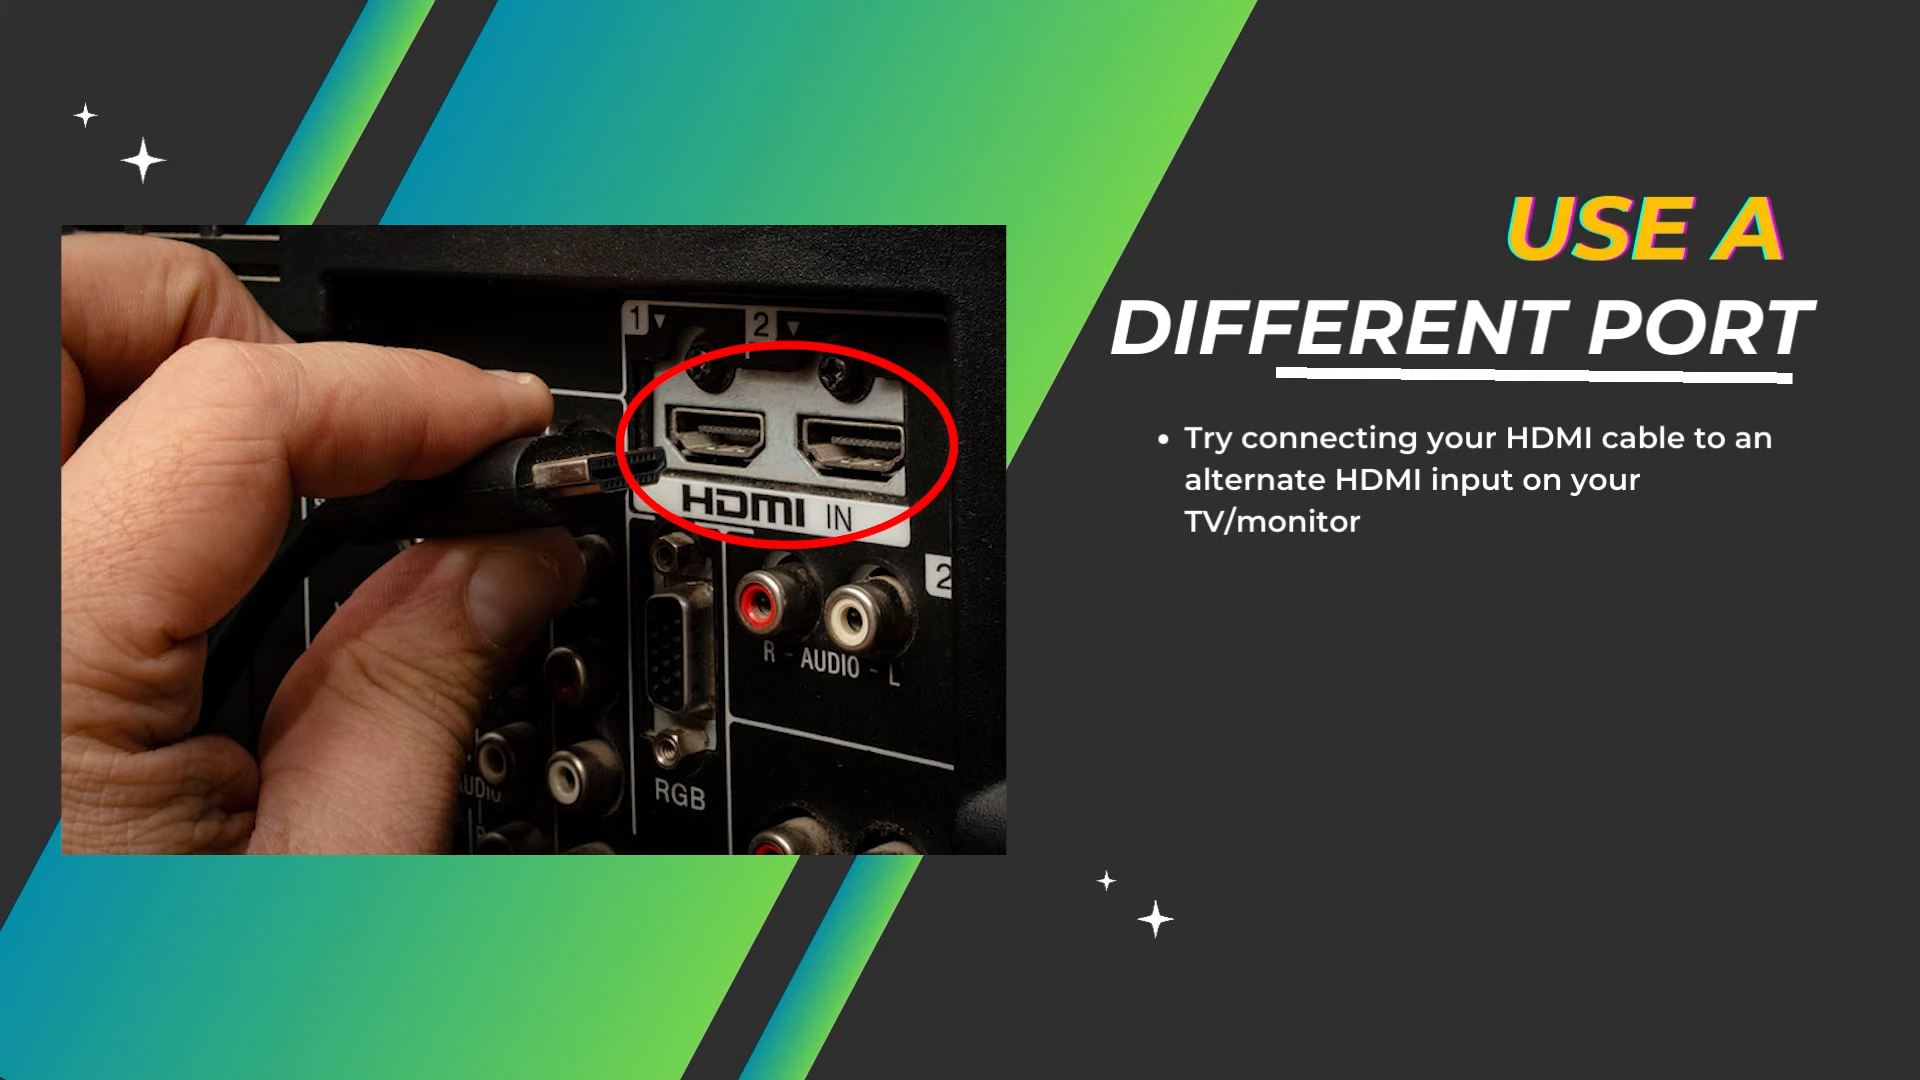 USE A
DIFFERENT PORT
Try connecting your HDMI cable to an
alternate HDMI input on your
TV/monitor
1 2
HDMI IN
2
R - AUDIO - L
RGB
AUDIO